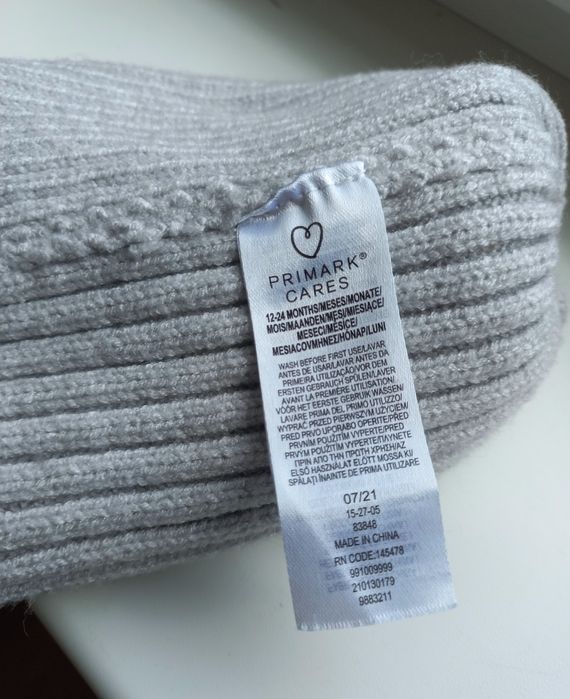 PRIMARK®
CARES
12-24 MONTHS/MESES/MONATE/
MOIS/MAANDEN/MESI/MIESIĄCE/
MESECI/MĚSÍCE/
ΜΕSIACOVΜΗΝΕΣ/HÓNAP/LUNI
WASH BEFORE FIRST USE/LAVAR
ANTES DE USAR/LAVAR ANTES DA
PRIMEIRA UTILIZAÇÃO/VOR DEM
ERSTEN GEBRAUCH SPÜLEN/LAVER
AVANT LA PREMIÈRE UTILISATION/
VÓÓR HET EERSTE GEBRUIK WASSEN/
LAVARE PRIMA DEL PRIMO UTILIZZO/
WYPRAĆ PRZED PIERWSZYM UŻYCIEM/
PRED PRVO UPORABO OPERITE/PŘED
PRVNÍM POUŽITÍM VYPERTE/PRED
PRVÝM POUŽITÍM VYPERTE/ΠΛΥΝΕΤΕ
ΠΡΙΝ ΑΠΟ ΤΗΝ ΠΡΩΤΗ ΧΡΗΣΗ/AZ
ELSŐ HASZNÁLAT ELŐTT MOSSA KI/
SPĂLAȚI ÎNAINTE DE PRIMA UTILIZARE
07/21
15-27-05
83848
MADE IN CHINA
RN CODE:145478
991009999
210130179
9883211